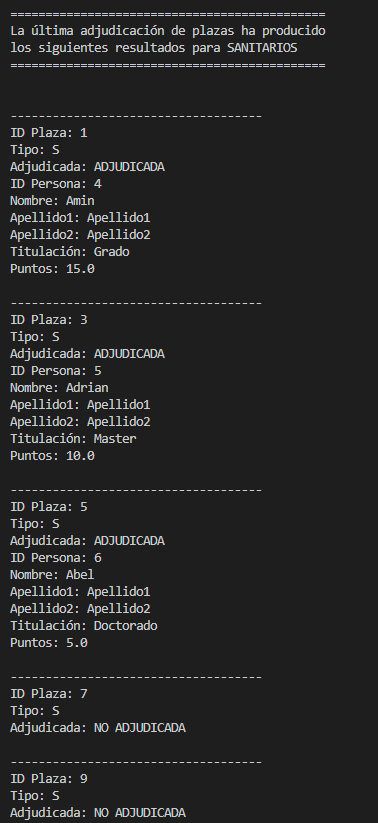 =============================================
La última adjudicación de plazas ha producido
los siguientes resultados para SANITARIOS
=============================================
------------------------------------
ID Plaza: 1
Tipo: S
Adjudicada: ADJUDICADA
ID Persona: 4
Nombre: Amin
Apellido1: Apellido1
Apellido2: Apellido2
Titulación: Grado
Puntos: 15.0
------------------------------------
ID Plaza: 3
Tipo: S
Adjudicada: ADJUDICADA
ID Persona: 5
Nombre: Adrian
Apellido1: Apellido1
Apellido2: Apellido2
Titulación: Master
Puntos: 10.0
------------------------------------
ID Plaza: 5
Tipo: S
Adjudicada: ADJUDICADA
ID Persona: 6
Nombre: Abel
Apellido1: Apellido1
Apellido2: Apellido2
Titulación: Doctorado
Puntos: 5.0
------------------------------------
ID Plaza: 7
Tipo: S
Adjudicada: NO ADJUDICADA
------------------------------------
ID Plaza: 9
Tipo: S
Adjudicada: NO ADJUDICADA